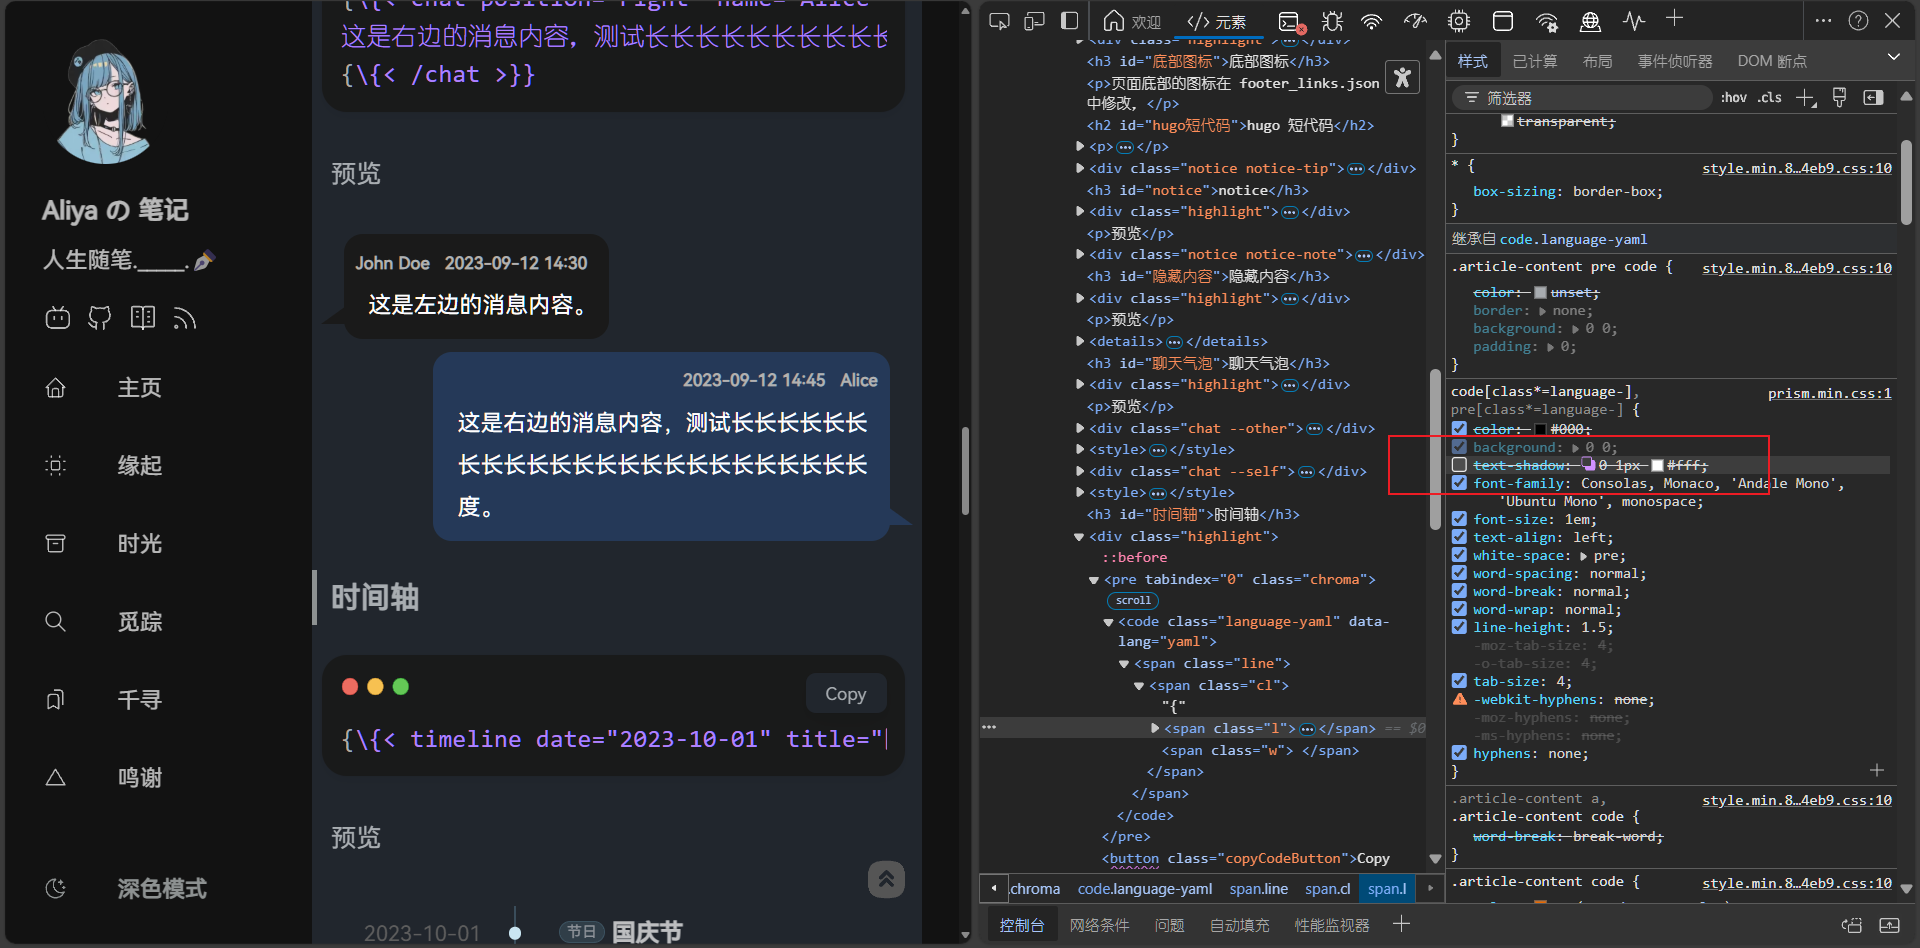 {\{< chat position="right" name="Alice"
这是右边的消息内容，测试长长长长长长长长长长
{\{< /chat >}}
预览
Aliya の 笔记
人生随笔._____.
主页
缘起
时光
觅踪
千寻
鸣谢
深色模式
John Doe 2023-09-12 14:30
这是左边的消息内容。
2023-09-12 14:45 Alice
这是右边的消息内容，测试长长长长长长
长长长长长长长长长长长长长长长长长长
度。
时间轴
Copy
{\{< timeline date="2023-10-01" title="
预览
2023-10-01 节日 国庆节
欢迎 元素
<div class="highlight">…</div>
<h3 id="底部图标">底部图标</h3>
<p>页面底部的图标在 footer_links.json
中修改，</p>
<h2 id="hugo短代码">hugo 短代码</h2>
<p>…</p>
<div class="notice notice-tip">…</div>
<h3 id="notice">notice</h3>
<div class="highlight">…</div>
<p>预览</p>
<div class="notice notice-note">…</div>
<h3 id="隐藏内容">隐藏内容</h3>
<div class="highlight">…</div>
<p>预览</p>
<details>…</details>
<h3 id="聊天气泡">聊天气泡</h3>
<div class="highlight">…</div>
<p>预览</p>
<div class="chat --other">…</div>
<style>…</style>
<div class="chat --self">…</div>
<style>…</style>
<h3 id="时间轴">时间轴</h3>
<div class="highlight">
::before
<pre tabindex="0" class="chroma">
scroll
<code class="language-yaml" data-
lang="yaml">
<span class="line">
<span class="cl">
"{"
<span class="l">…</span> == $0
<span class="w"> </span>
</span>
</span>
</code>
</pre>
<button class="copyCodeButton">Copy
.chroma code.language-yaml span.line span.cl span.l
控制台 网络条件 问题 自动填充 性能监视器
样式 已计算 布局 事件侦听器 DOM 断点
筛选器 :hov .cls
transparent;
}
* { style.min.8…4eb9.css:10
box-sizing: border-box;
}
继承自 code.language-yaml
.article-content pre code { style.min.8…4eb9.css:10
color: unset;
border: none;
background: 0 0;
padding: 0;
}
code[class*=language-], prism.min.css:1
pre[class*=language-] {
color: #000;
background: 0 0;
text-shadow: 0 1px #fff;
font-family: Consolas, Monaco, 'Andale Mono',
'Ubuntu Mono', monospace;
font-size: 1em;
text-align: left;
white-space: pre;
word-spacing: normal;
word-break: normal;
word-wrap: normal;
line-height: 1.5;
-moz-tab-size: 4;
-o-tab-size: 4;
tab-size: 4;
-webkit-hyphens: none;
-moz-hyphens: none;
-ms-hyphens: none;
hyphens: none;
}
.article-content a, style.min.8…4eb9.css:10
.article-content code {
word-break: break-word;
}
.article-content code { style.min.8…4eb9.css:10